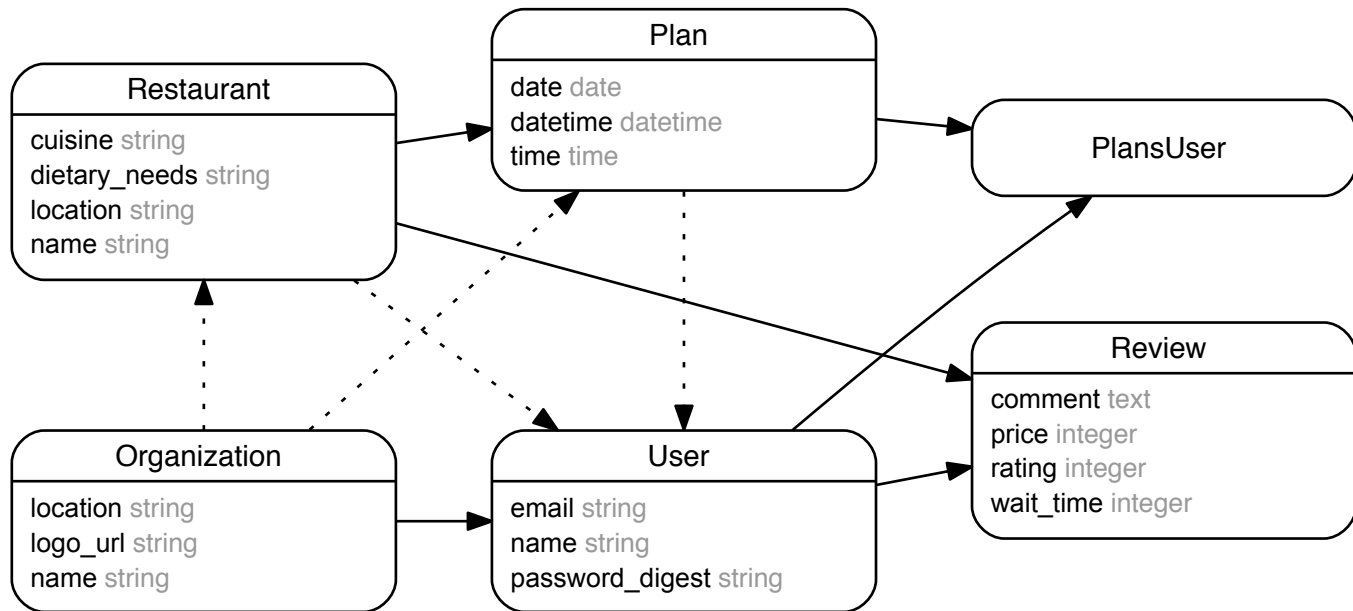 Restaurant
cuisine string
dietary_needs string
location string
name string
Plan
date date
datetime datetime
time time
PlansUser
Organization
location string
logo_url string
name string
User
email string
name string
password_digest string
Review
comment text
price integer
rating integer
wait_time integer